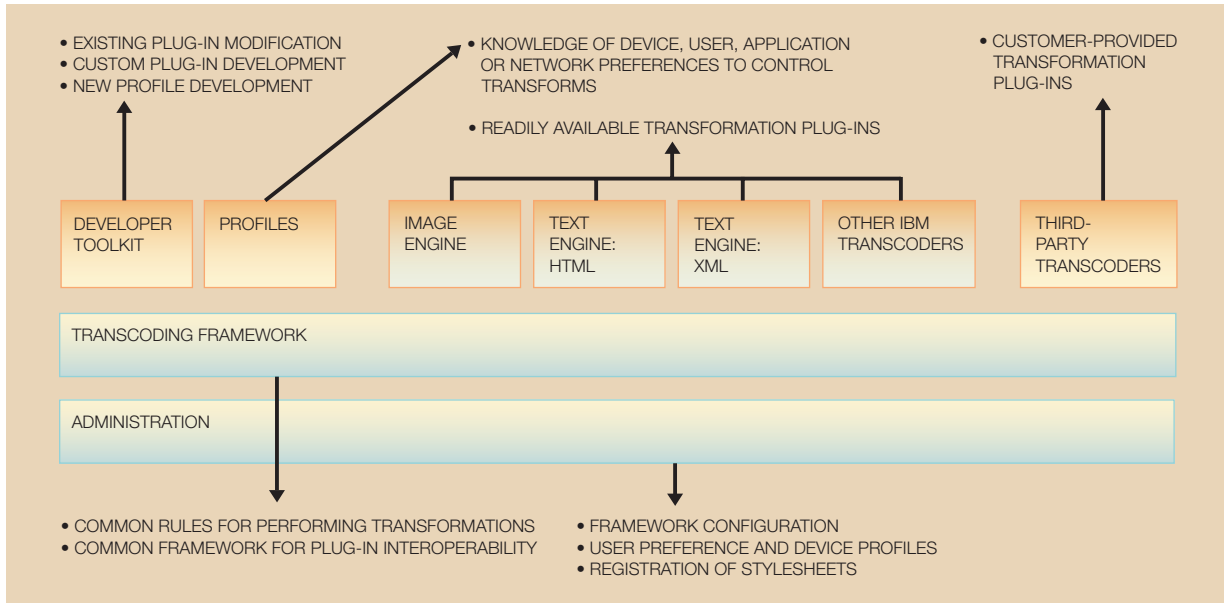 • EXISTING PLUG-IN MODIFICATION
• CUSTOM PLUG-IN DEVELOPMENT
• NEW PROFILE DEVELOPMENT
• KNOWLEDGE OF DEVICE, USER, APPLICATION
OR NETWORK PREFERENCES TO CONTROL
TRANSFORMS
• READILY AVAILABLE TRANSFORMATION PLUG-INS
• CUSTOMER-PROVIDED
TRANSFORMATION
PLUG-INS
DEVELOPER
TOOLKIT
PROFILES
IMAGE
ENGINE
TEXT
ENGINE:
HTML
TEXT
ENGINE:
XML
OTHER IBM
TRANSCODERS
THIRD-
PARTY
TRANSCODERS
TRANSCODING FRAMEWORK
ADMINISTRATION
• COMMON RULES FOR PERFORMING TRANSFORMATIONS
• COMMON FRAMEWORK FOR PLUG-IN INTEROPERABILITY
• FRAMEWORK CONFIGURATION
• USER PREFERENCE AND DEVICE PROFILES
• REGISTRATION OF STYLESHEETS